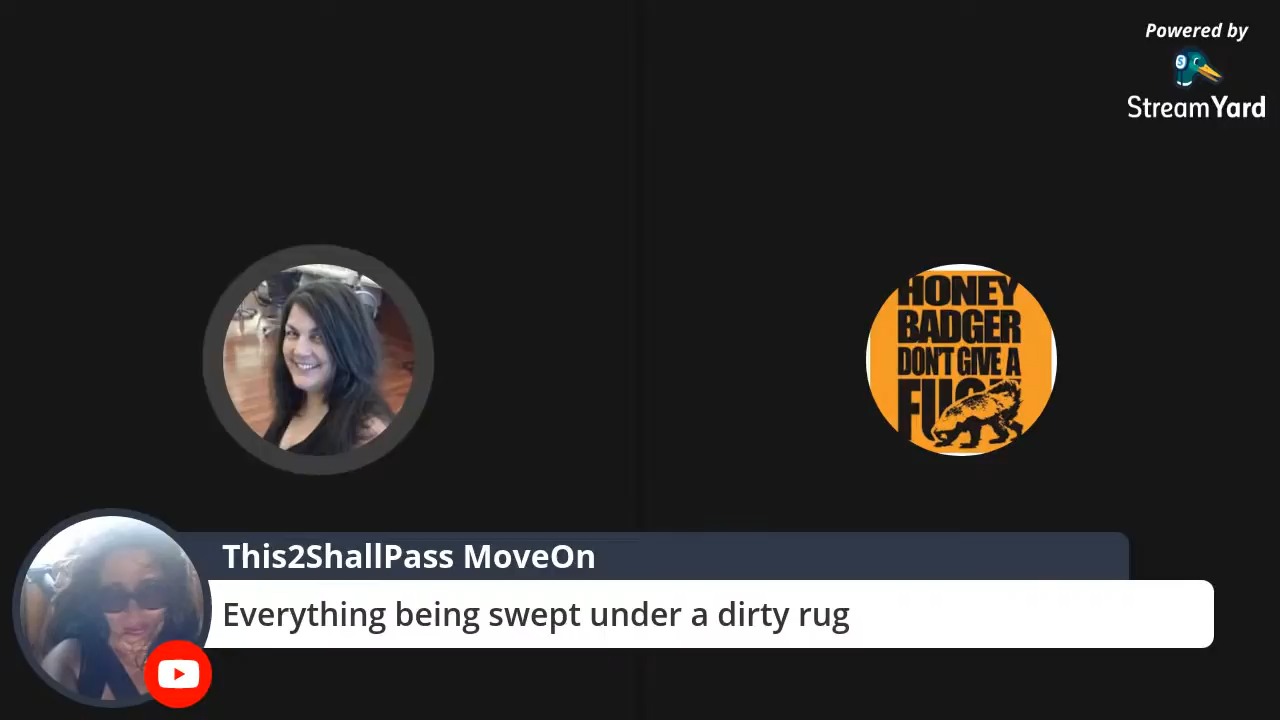 Powered by
StreamYard
HONEY
BADGER
DON'T GIVE A
This2ShallPass MoveOn
Everything being swept under a dirty rug